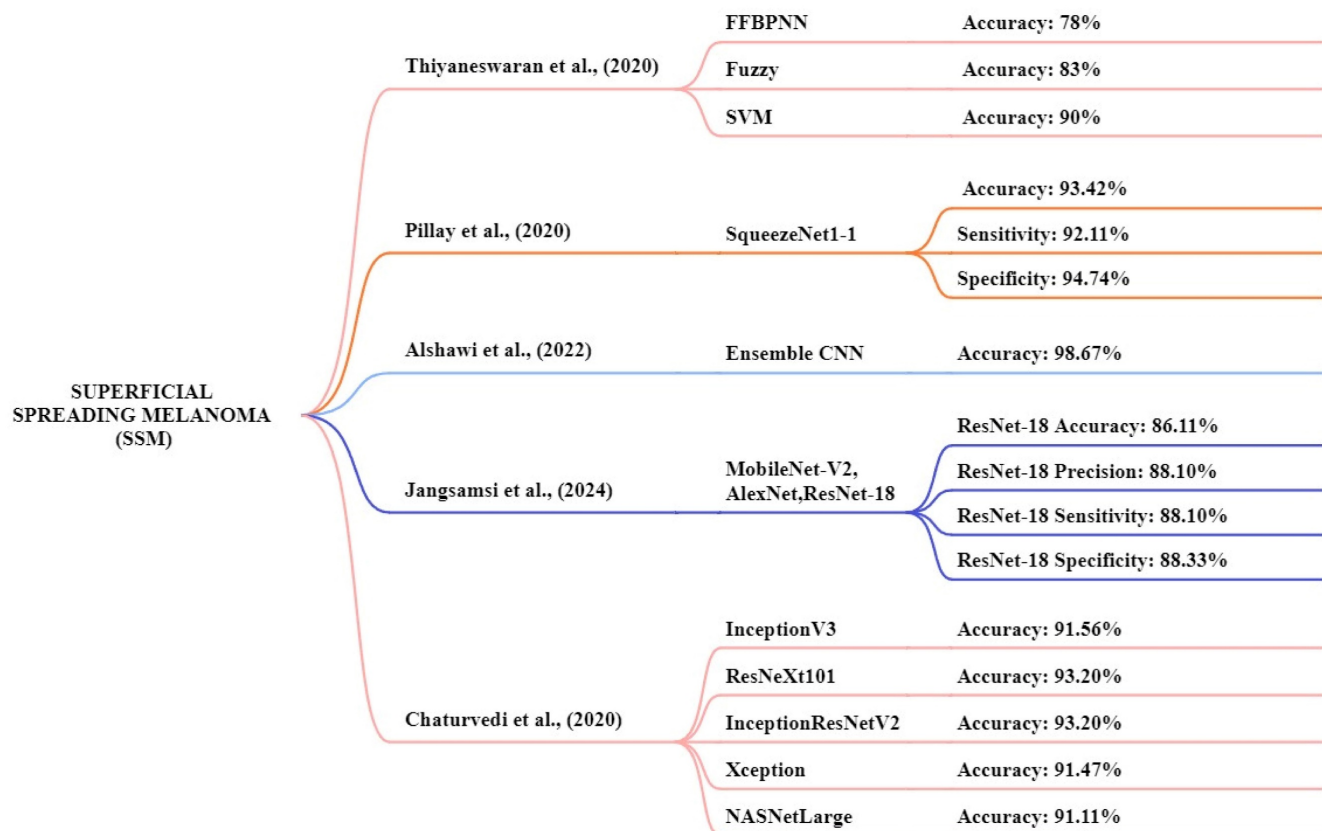 SUPERFICIAL
SPREADING MELANOMA
(SSM)
Thiyaneswaran et al., (2020)
FFBPNN
Accuracy: 78%
Fuzzy
Accuracy: 83%
SVM
Accuracy: 90%
Pillay et al., (2020)
SqueezeNet1-1
Accuracy: 93.42%
Sensitivity: 92.11%
Specificity: 94.74%
Alshawi et al., (2022)
Ensemble CNN
Accuracy: 98.67%
Jangsamsi et al., (2024)
MobileNet-V2,
AlexNet,ResNet-18
ResNet-18 Accuracy: 86.11%
ResNet-18 Precision: 88.10%
ResNet-18 Sensitivity: 88.10%
ResNet-18 Specificity: 88.33%
Chaturvedi et al., (2020)
InceptionV3
Accuracy: 91.56%
ResNeXt101
Accuracy: 93.20%
InceptionResNetV2
Accuracy: 93.20%
Xception
Accuracy: 91.47%
NASNetLarge
Accuracy: 91.11%